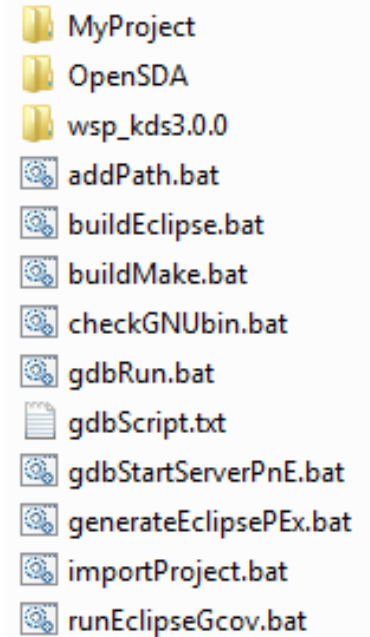 MyProject
OpenSDA
wsp_kds3.0.0
addPath.bat
buildEclipse.bat
buildMake.bat
checkGNUbin.bat
gdbRun.bat
gdbScript.txt
gdbStartServerPnE.bat
generateEclipsePEx.bat
importProject.bat
runEclipseGcov.bat